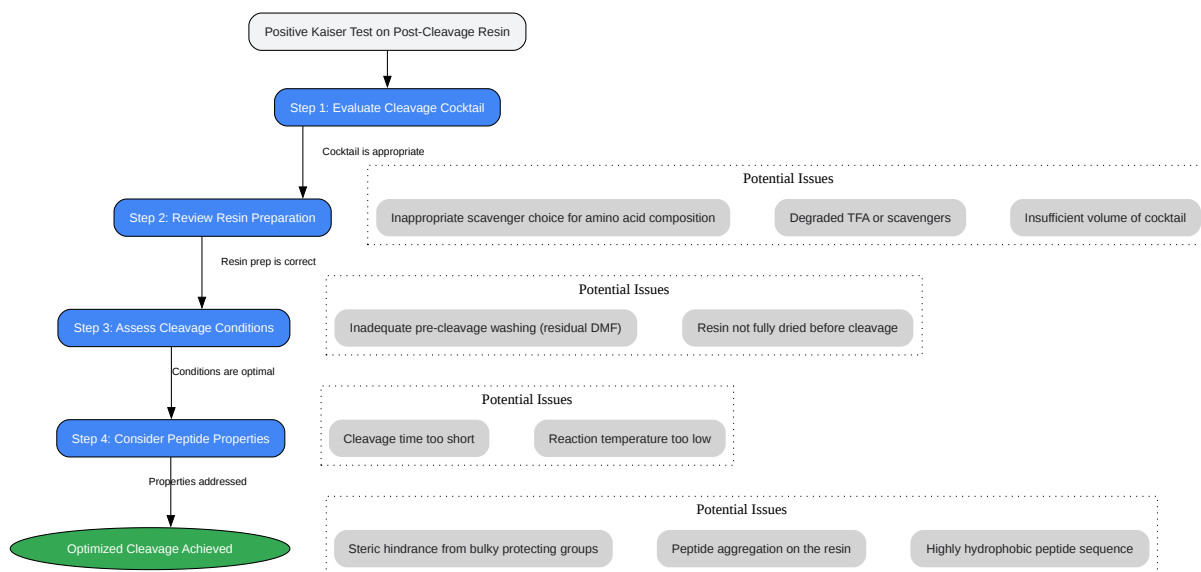 Positive Kaiser Test on Post-Cleavage Resin
Step 1: Evaluate Cleavage Cocktail
Cocktail is appropriate
Potential Issues
Step 2: Review Resin Preparation
Inappropriate scavenger choice for amino acid composition
Degraded TFA or scavengers
Insufficient volume of cocktail
Resin prep is correct
Potential Issues
Step 3: Assess Cleavage Conditions
Inadequate pre-cleavage washing (residual DMF)
Resin not fully dried before cleavage
Conditions are optimal
Potential Issues
Step 4: Consider Peptide Properties
Cleavage time too short
Reaction temperature too low
Properties addressed
Potential Issues
Optimized Cleavage Achieved
Steric hindrance from bulky protecting groups
Peptide aggregation on the resin
Highly hydrophobic peptide sequence